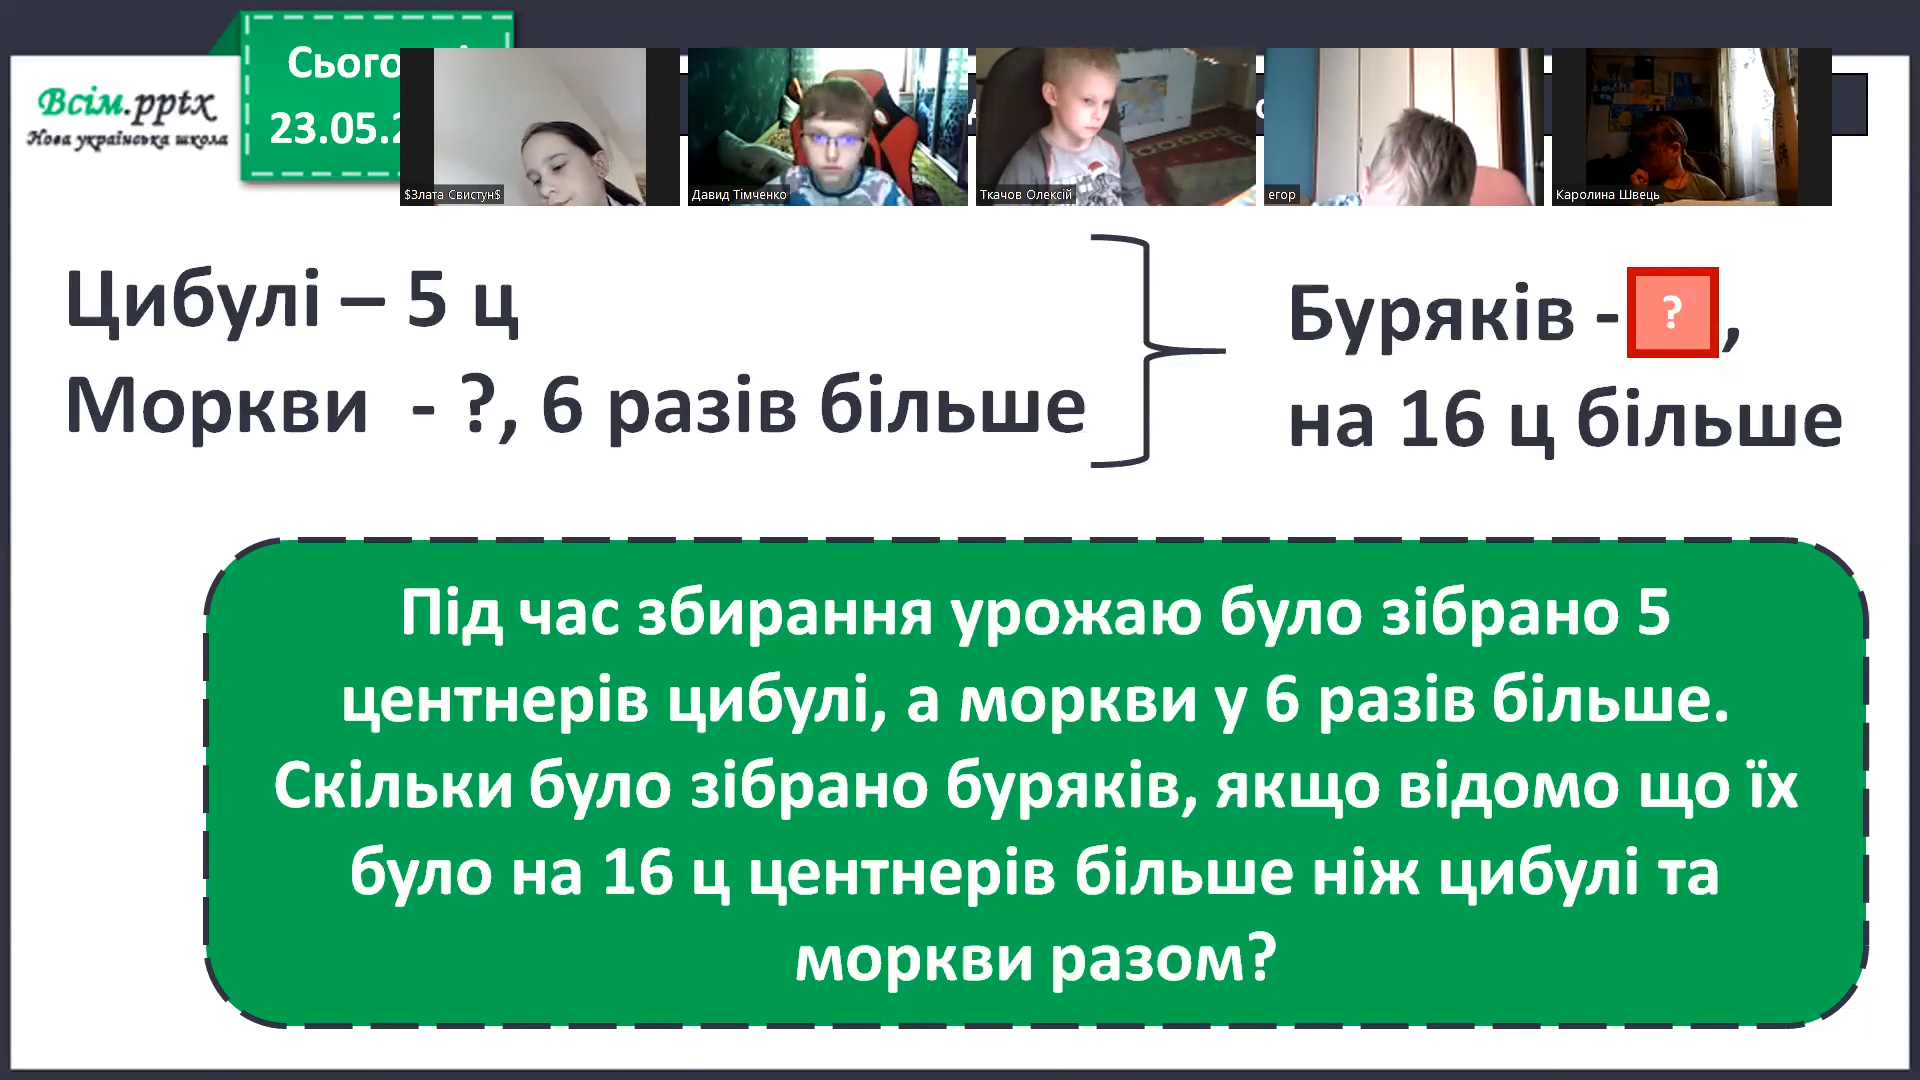 Всім.pptx
Нова українська школа
23.05.2
$Злата Свистун$
Давид Тімченко
Ткачов Олексій
егор
Каролина Швець
Цибулі – 5 ц
Моркви - ?, 6 разів більше
Буряків - ? ,
на 16 ц більше
Під час збирання урожаю було зібрано 5
центнерів цибулі, а моркви у 6 разів більше.
Скільки було зібрано буряків, якщо відомо що їх
було на 16 ц центнерів більше ніж цибулі та
моркви разом?